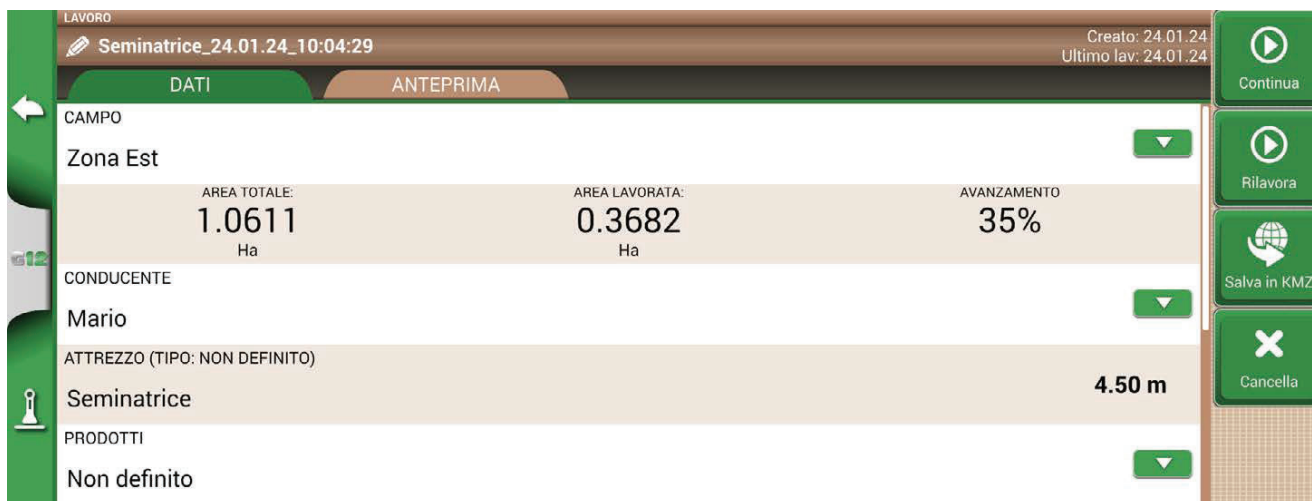 LAVORO
Seminatrice_24.01.24_10:04:29
Creato: 24.01.24
Ultimo lav: 24.01.24
DATI
ANTEPRIMA
CAMPO
Zona Est
AREA TOTALE:
1.0611
Ha
AREA LAVORATA:
0.3682
Ha
AVANZAMENTO
35%
CONDUCENTE
Mario
ATTREZZO (TIPO: NON DEFINITO)
Seminatrice
4.50 m
PRODOTTI
Non definito
G12
Continua
Rilavora
Salva in KMZ
Cancella